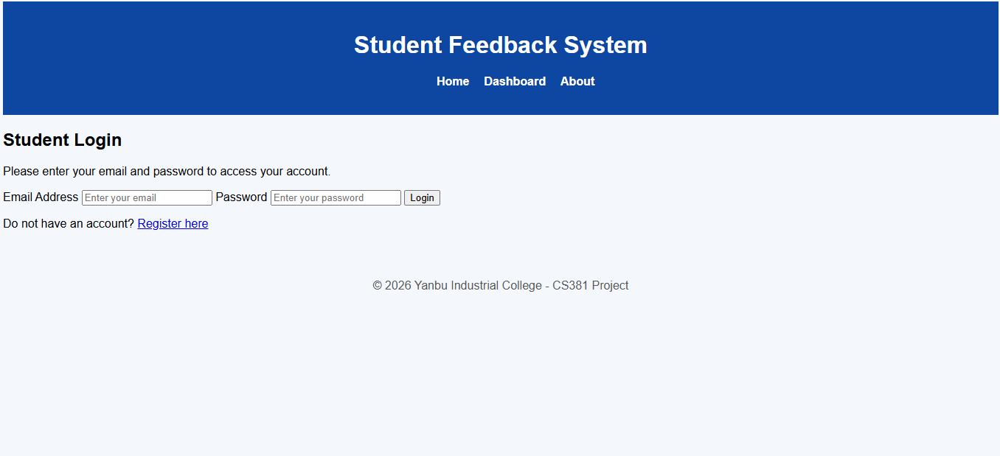 Student Feedback System
Home Dashboard About
Student Login
Please enter your email and password to access your account.
Email Address Enter your email Password Enter your password Login
Do not have an account? Register here
© 2026 Yanbu Industrial College - CS381 Project